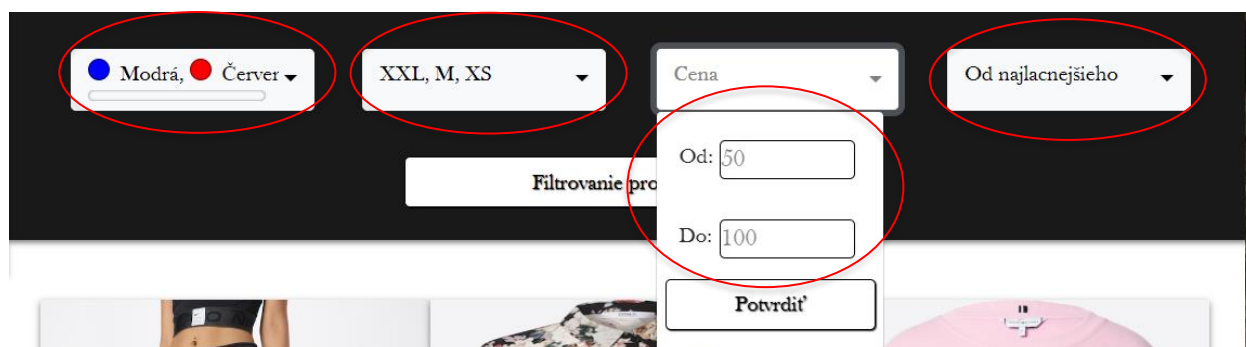 Modrá, Červer
XXL, M, XS
Cena
Od najlacnejšieho
Od: 50
Filtrovanie pro
Do: 100
Potvrdiť